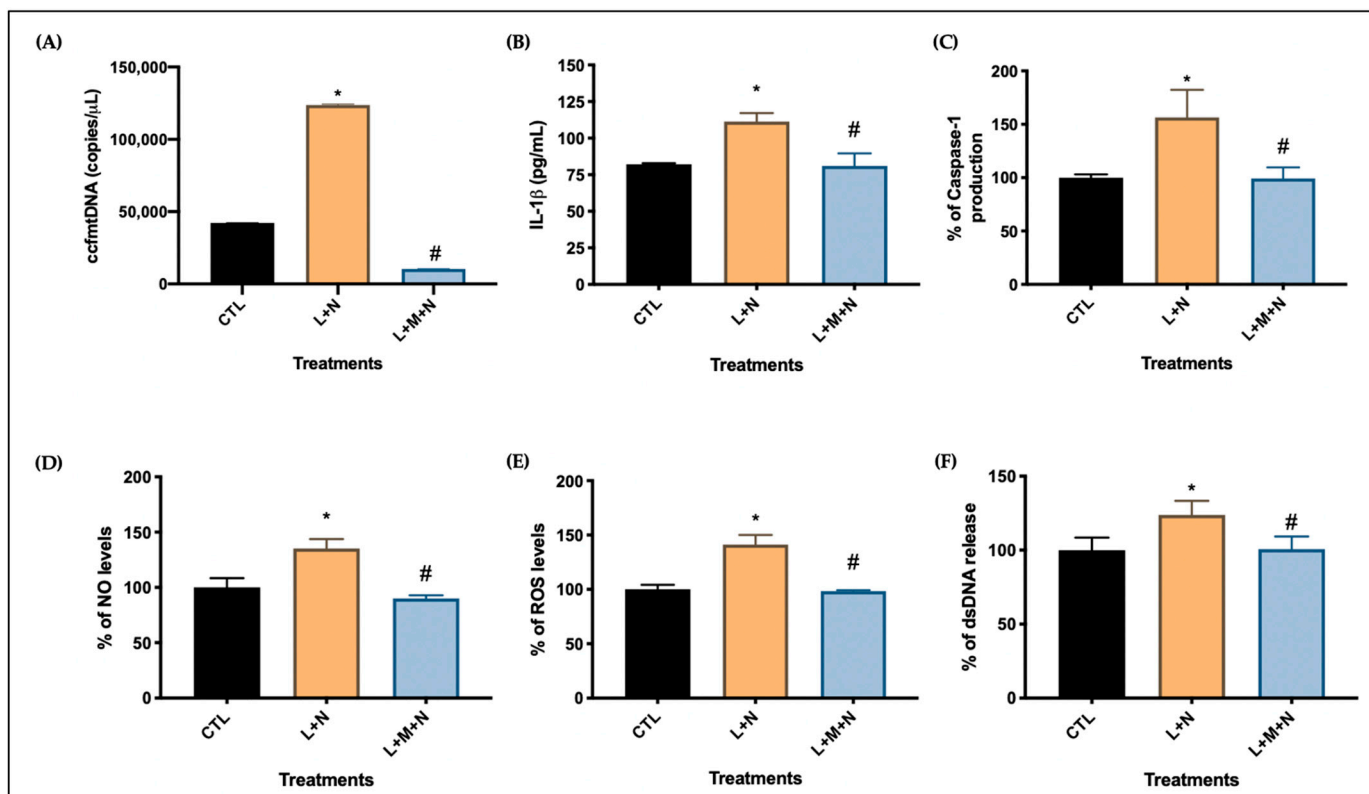 (A)
ccfmtDNA (copies/μL)
150,000
100,000
50,000
0
*
#
CTL
L+N
L+M+N
Treatments
(B)
IL-1β (pg/mL)
150
125
100
75
50
25
0
*
#
CTL
L+N
L+M+N
Treatments
(C)
% of Caspase-1
production
200
150
100
50
0
*
#
CTL
L+N
L+M+N
Treatments
(D)
% of NO levels
200
150
100
50
0
*
#
CTL
L+N
L+M+N
Treatments
(E)
% of ROS levels
200
150
100
50
0
*
#
CTL
L+N
L+M+N
Treatments
(F)
% of dsDNA release
150
100
50
0
*
#
CTL
L+N
L+M+N
Treatments